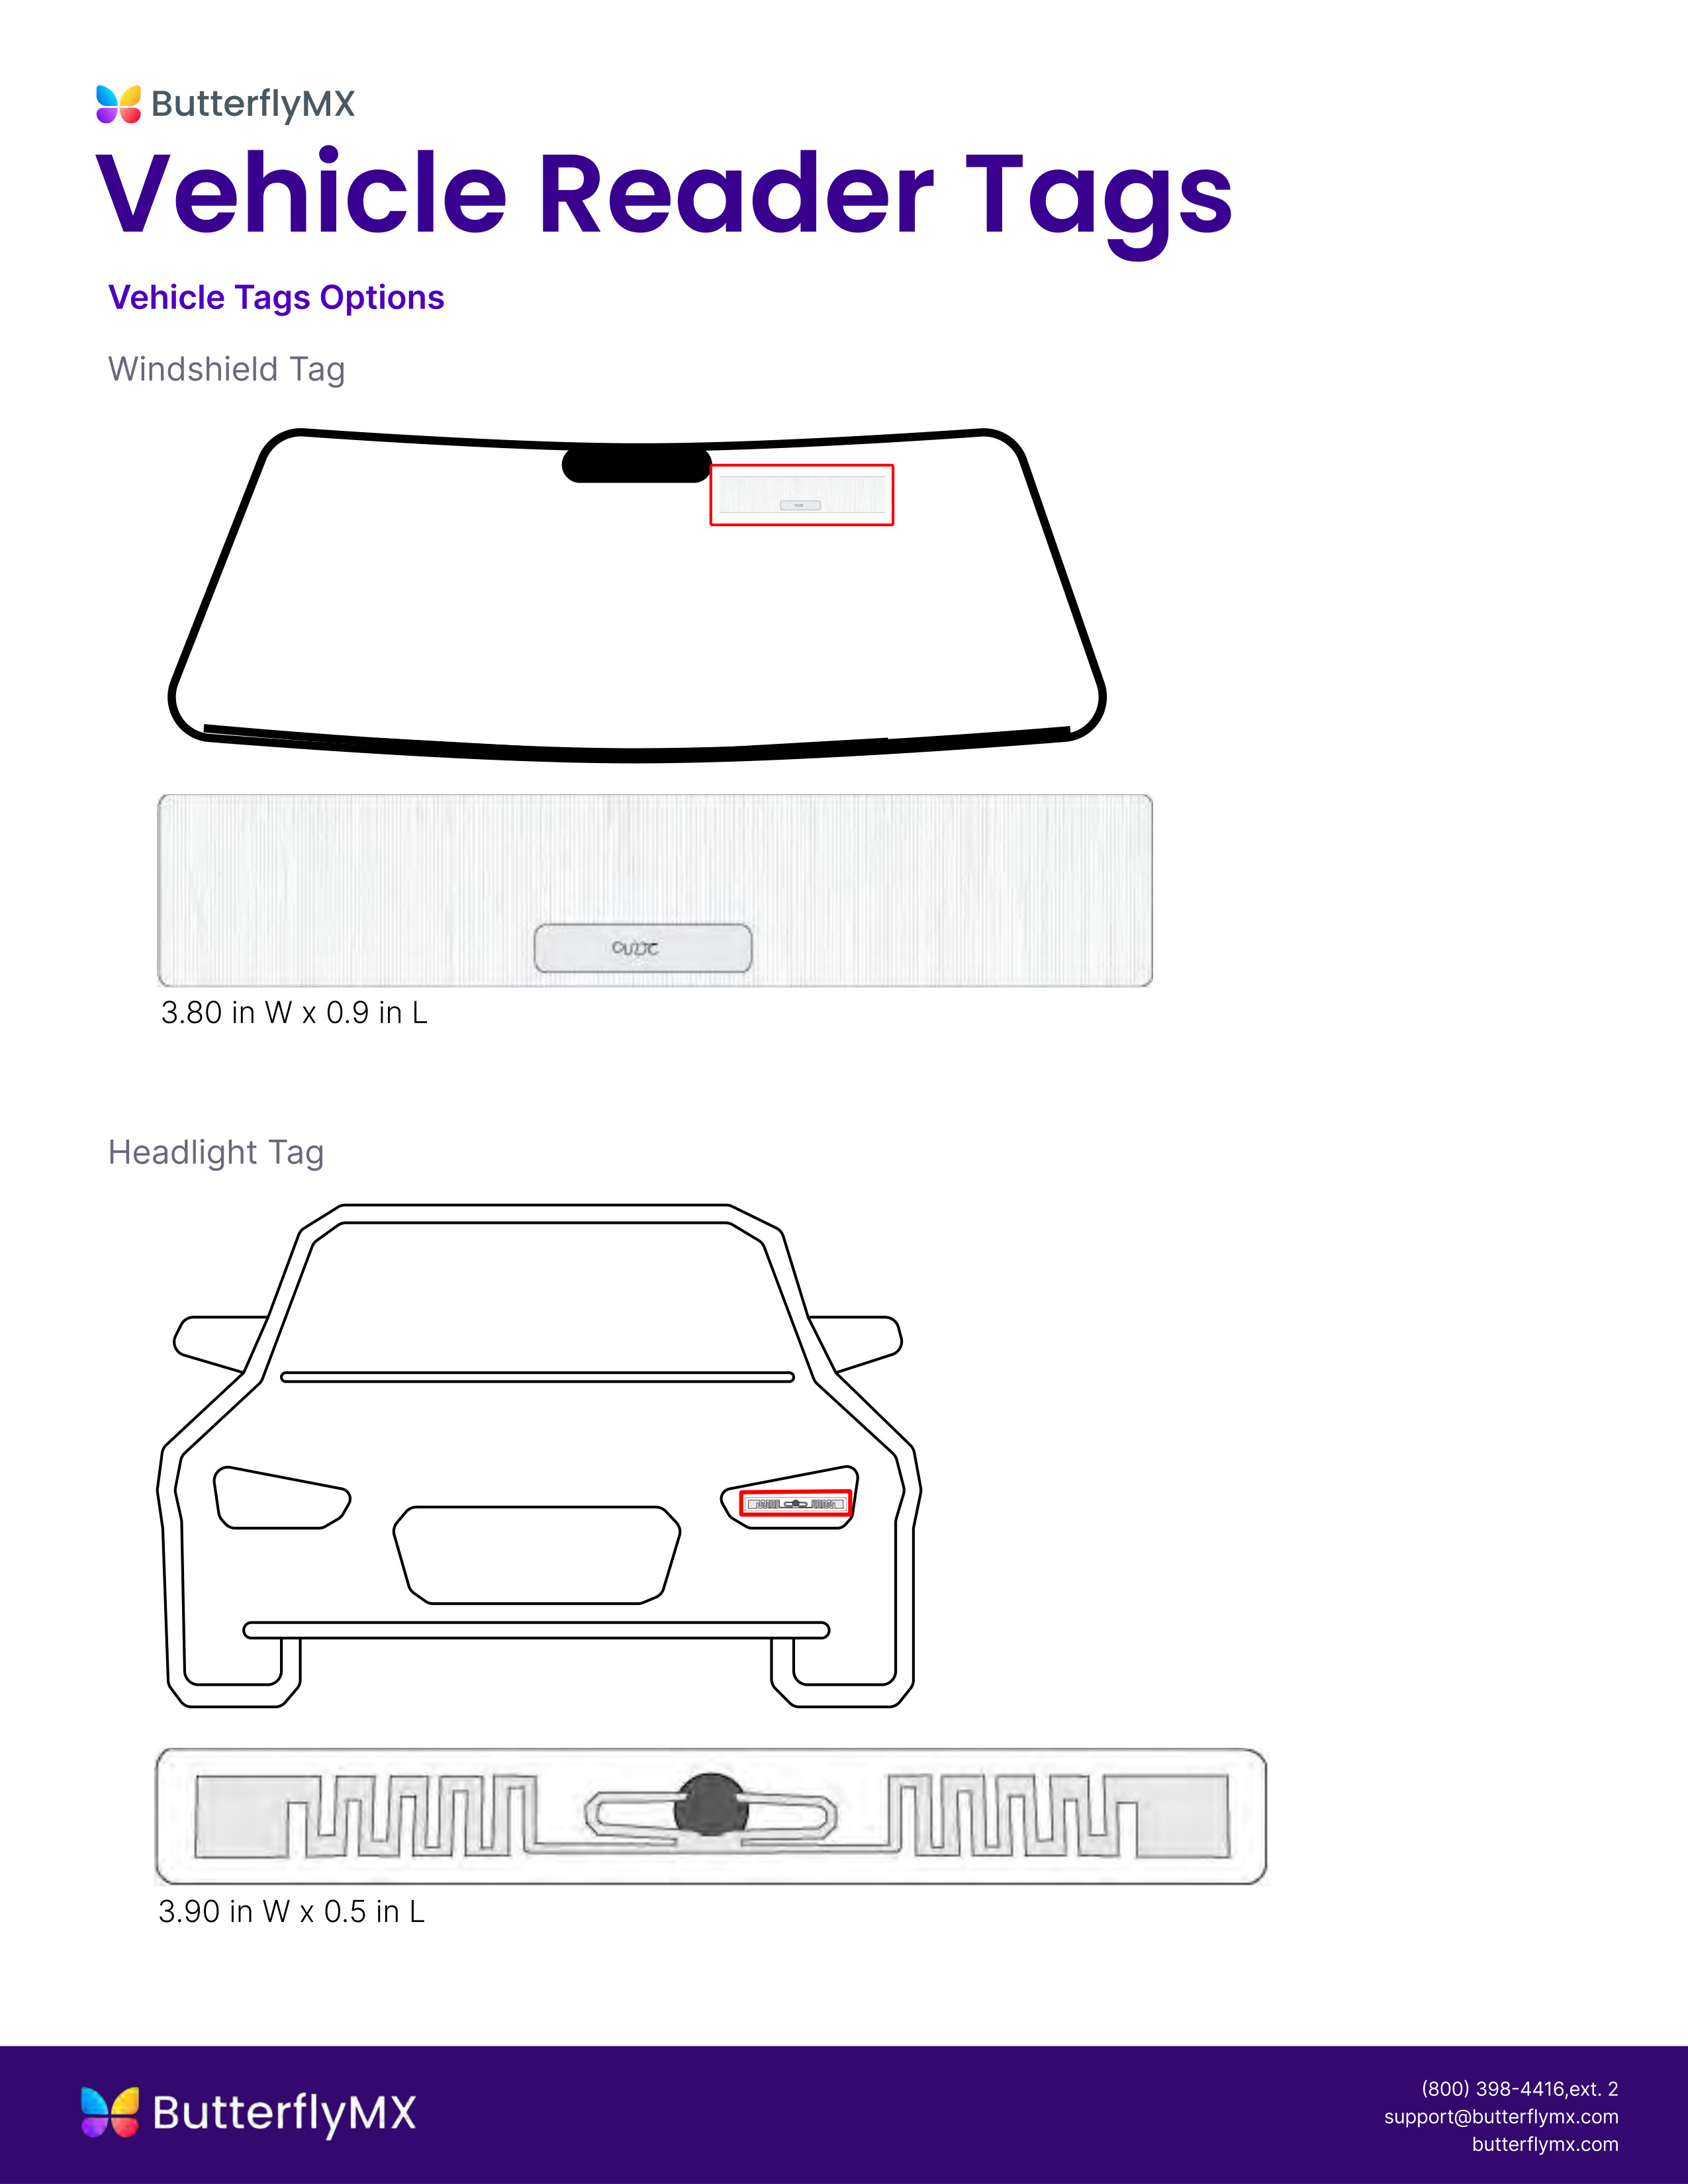 ButterflyMX
Vehicle Reader Tags
Vehicle Tags Options
Windshield Tag
3.80 in W x 0.9 in L
Headlight Tag
3.90 in W x 0.5 in L
ButterflyMX
(800) 398-4416,ext. 2
support@butterflymx.com
butterflymx.com